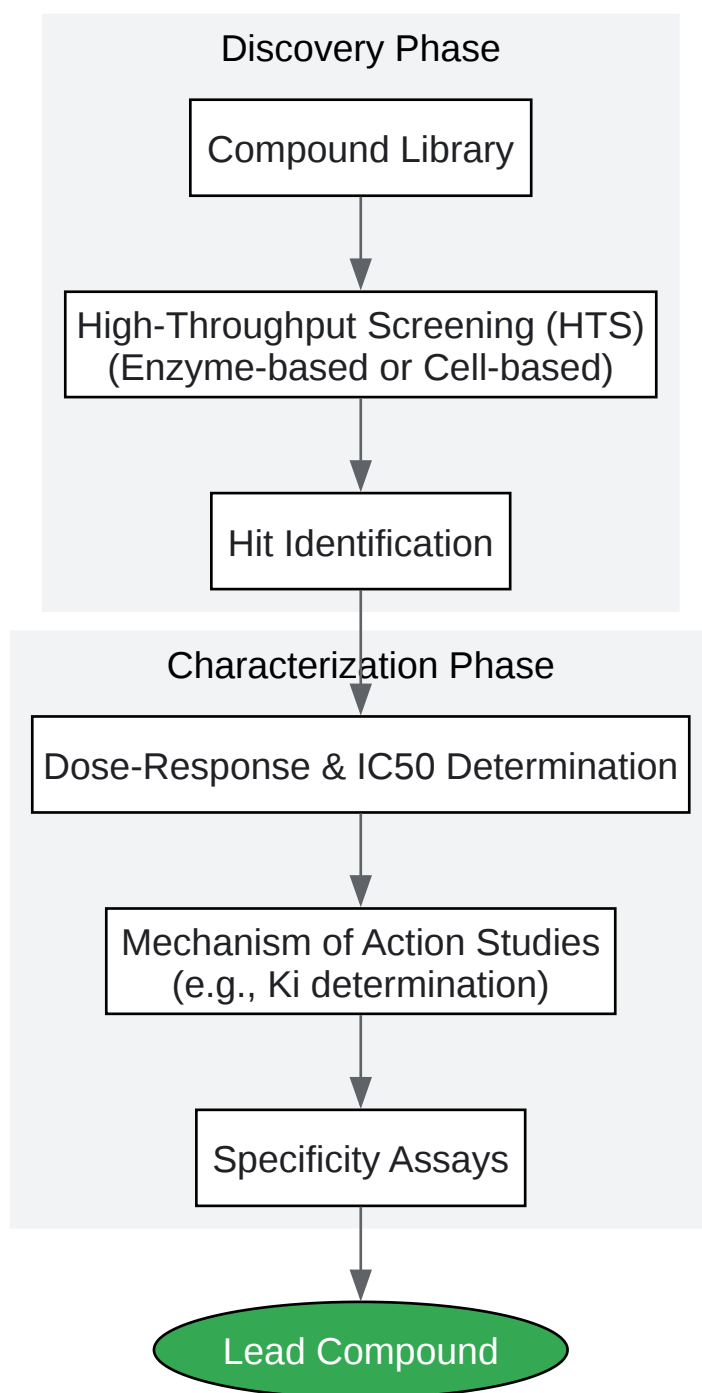 Discovery Phase
Compound Library
High-Throughput Screening (HTS)
(Enzyme-based or Cell-based)
Hit Identification
Characterization Phase
Dose-Response & IC50 Determination
Mechanism of Action Studies
(e.g., Ki determination)
Specificity Assays
Lead Compound